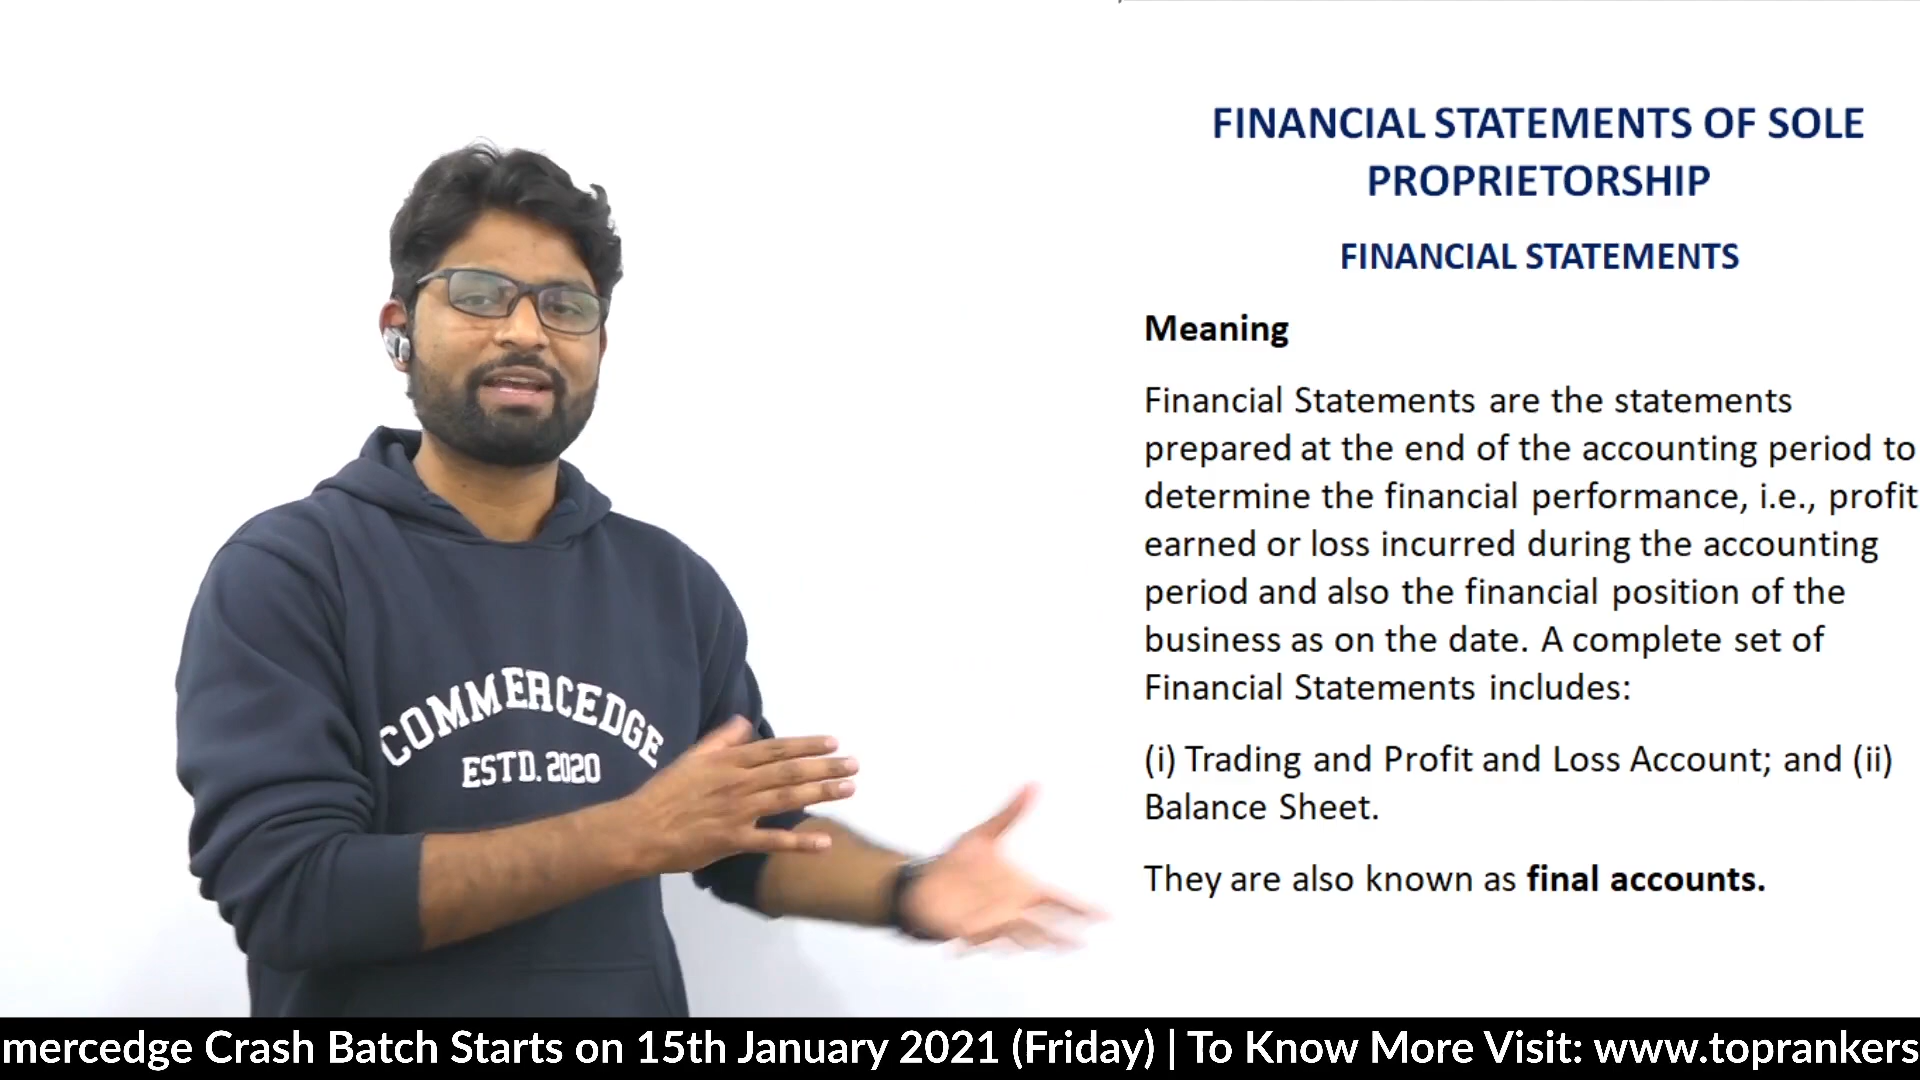 FINANCIAL STATEMENTS OF SOLE
PROPRIETORSHIP
FINANCIAL STATEMENTS
Meaning
Financial Statements are the statements
prepared at the end of the accounting period to
determine the financial performance, i.e., profit
earned or loss incurred during the accounting
period and also the financial position of the
business as on the date. A complete set of
Financial Statements includes:
(i) Trading and Profit and Loss Account; and (ii)
Balance Sheet.
They are also known as final accounts.
COMMERCEDGE
ESTD. 2020
mercedge Crash Batch Starts on 15th January 2021 (Friday) | To Know More Visit: www.toprankers